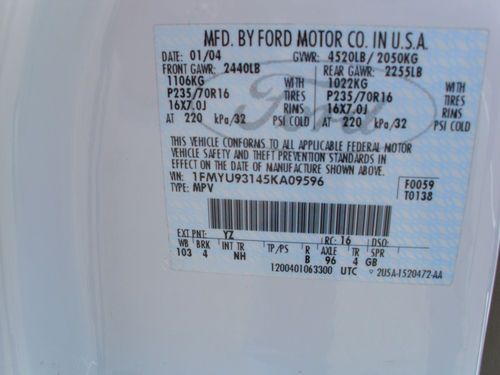 MFD. BY FORD MOTOR CO. IN U.S.A.
DATE: 01/04 GVWR: 4520LB/ 2050KG
FRONT GAWR: 2440LB REAR GAWR: 2255LB
1106KG WITH 1022KG WITH
P235/70R16 TIRES P235/70R16 TIRES
16X7.0J RIMS 16X7.0J RIMS
AT 220 kPa/32 PSI COLD AT 220 kPa/32 PSI COLD
THIS VEHICLE CONFORMS TO ALL APPLICABLE FEDERAL MOTOR
VEHICLE SAFETY AND THEFT PREVENTION STANDARDS IN
EFFECT ON THE DATE OF MANUFACTURE SHOWN ABOVE.
VIN: 1FMYU93145KA09596
TYPE: MPV
F0059
T0138
EXT PNT: YZ RC: 16 DSO:
WB BRK INT TR TP/PS R AXLE TR SPR
103 4 NH B 96 4 GB
1200401063300 UTC 2U5A-1520472-AA
Ford